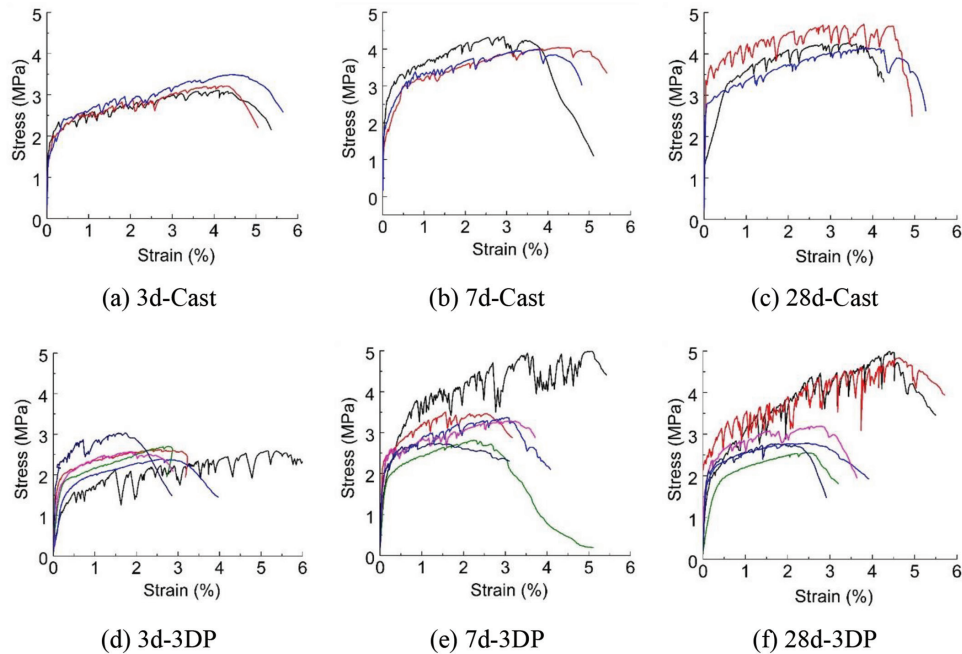 5
4
3
2
1
0
Stress (MPa)
0 1 2 3 4 5 6
Strain (%)
(a) 3d-Cast
5
4
3
2
1
0
Stress (MPa)
0 1 2 3 4 5 6
Strain (%)
(b) 7d-Cast
5
4
3
2
1
0
Stress (MPa)
0 1 2 3 4 5 6
Strain (%)
(c) 28d-Cast
5
4
3
2
1
0
Stress (MPa)
0 1 2 3 4 5 6
Strain (%)
(d) 3d-3DP
5
4
3
2
1
0
Stress (MPa)
0 1 2 3 4 5 6
Strain (%)
(e) 7d-3DP
5
4
3
2
1
0
Stress (MPa)
0 1 2 3 4 5 6
Strain (%)
(f) 28d-3DP